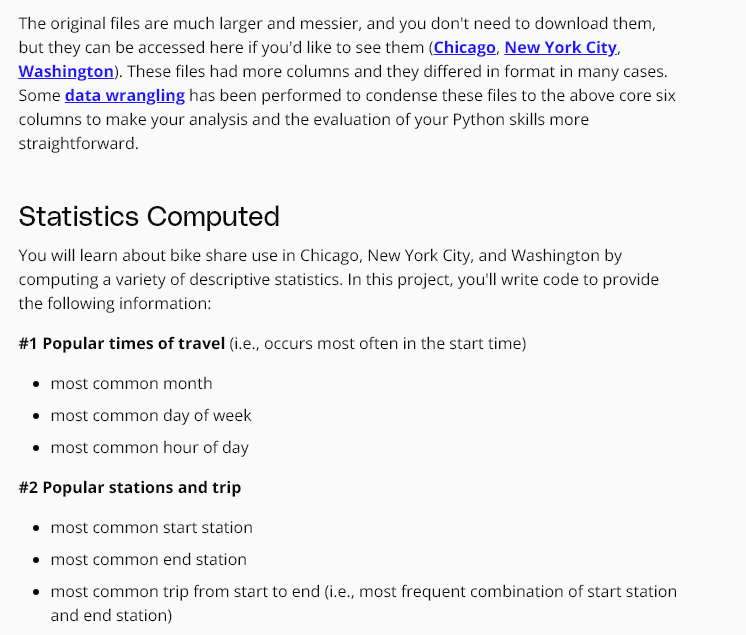 The original files are much larger and messier, and you don't need to download them,
but they can be accessed here if you'd like to see them (Chicago, New York City,
Washington). These files had more columns and they differed in format in many cases.
Some data wrangling has been performed to condense these files to the above core six
columns to make your analysis and the evaluation of your Python skills more
straightforward.
Statistics Computed
You will learn about bike share use in Chicago, New York City, and Washington by
computing a variety of descriptive statistics. In this project, you'll write code to provide
the following information:
#1 Popular times of travel (i.e., occurs most often in the start time)
• most common month
• most common day of week
• most common hour of day
#2 Popular stations and trip
• most common start station
• most common end station
• most common trip from start to end (i.e., most frequent combination of start station
and end station)